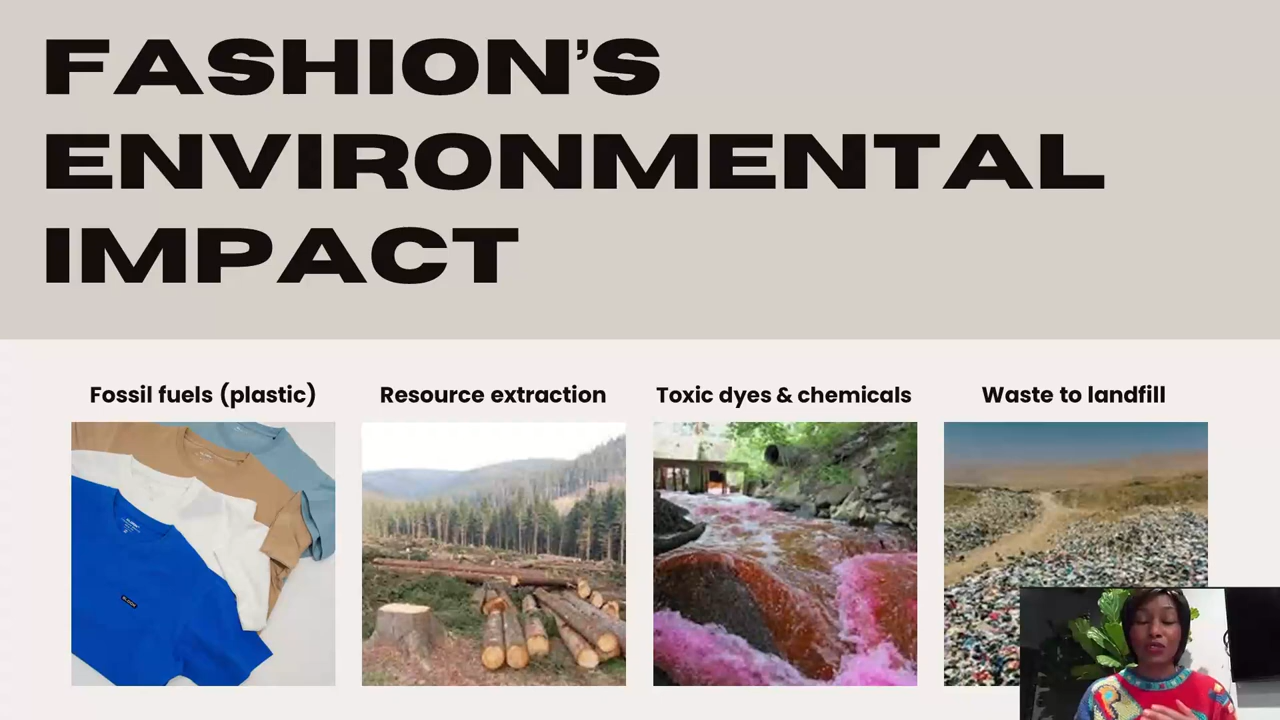 FASHION’S
ENVIRONMENTAL
IMPACT
Fossil fuels (plastic)
Resource extraction
Toxic dyes & chemicals
Waste to landfill